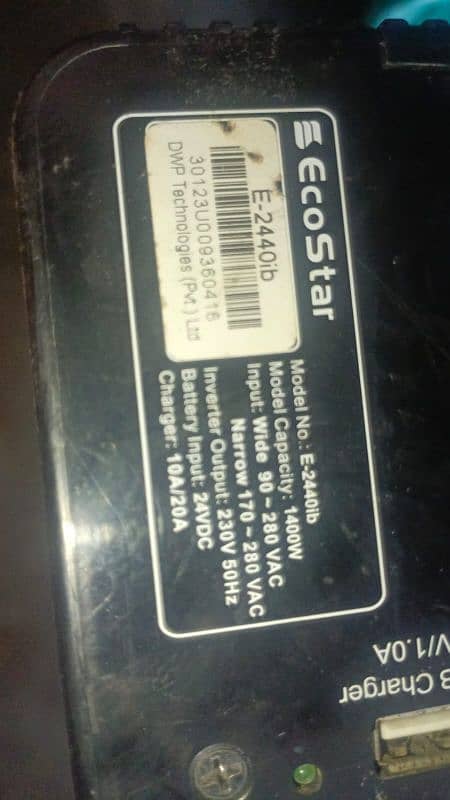 EcoStar
E-2440ib
30123U009360416
DWP Technologies (Pvt.) Ltd
Model No.: E-2440ib
Model Capacity: 1400W
Input: Wide 90 ~ 280 VAC
Narrow 170 ~ 280 VAC
Inverter Output: 230V 50Hz
Battery Input: 24VDC
Charger: 10A/20A
Charger
V/1.0A